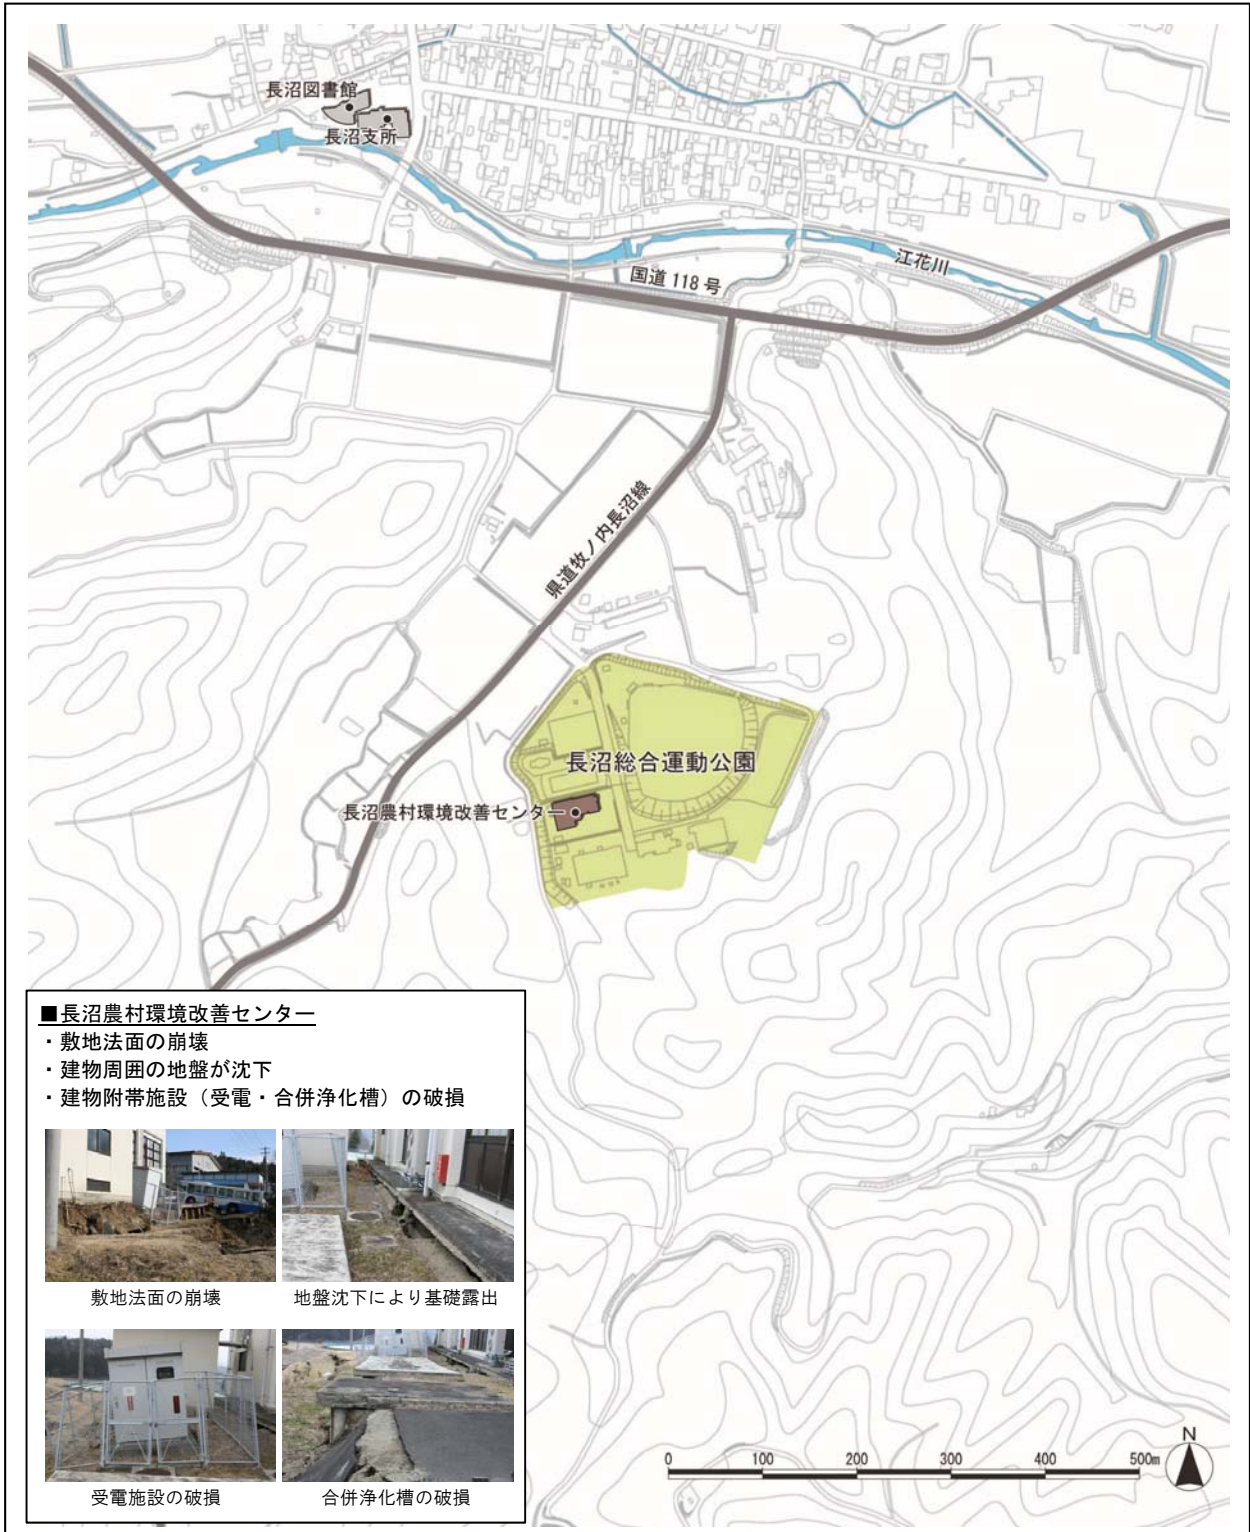 長沼図書館
長沼支所
江花川
国道118号
県道牧ノ内長沼線
長沼総合運動公園
長沼農村環境改善センター
■長沼農村環境改善センター
・敷地法面の崩壊
・建物周囲の地盤が沈下
・建物附帯施設（受電・合併浄化槽）の破損
敷地法面の崩壊
地盤沈下により基礎露出
受電施設の破損
合併浄化槽の破損
N
0 100 200 300 400 500m